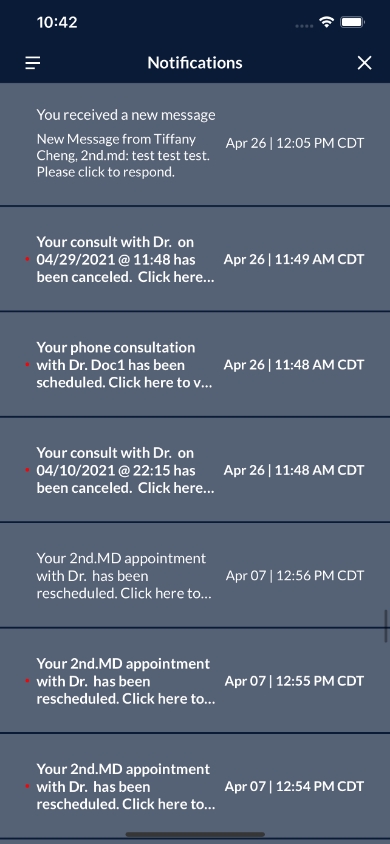 10:42
Notifications
You received a new message
New Message from Tiffany
Cheng, 2nd.md: test test test.
Please click to respond.
Apr 26 | 12:05 PM CDT
Your consult with Dr.  on
04/29/2021 @ 11:48 has
been canceled.  Click here...
Apr 26 | 11:49 AM CDT
Your phone consultation
with Dr. Doc1 has been
scheduled. Click here to v...
Apr 26 | 11:48 AM CDT
Your consult with Dr.  on
04/10/2021 @ 22:15 has
been canceled.  Click here...
Apr 26 | 11:48 AM CDT
Your 2nd.MD appointment
with Dr.  has been
rescheduled. Click here to...
Apr 07 | 12:56 PM CDT
Your 2nd.MD appointment
with Dr.  has been
rescheduled. Click here to...
Apr 07 | 12:55 PM CDT
Your 2nd.MD appointment
with Dr.  has been
rescheduled. Click here to...
Apr 07 | 12:54 PM CDT